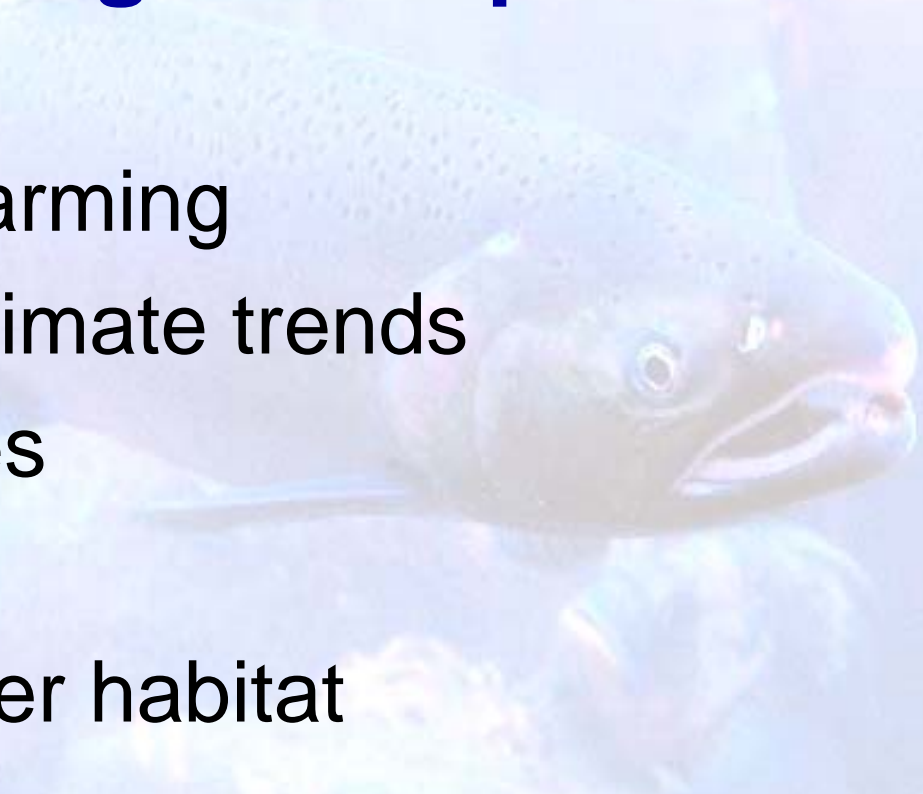 arming
imate trends
es
er habitat